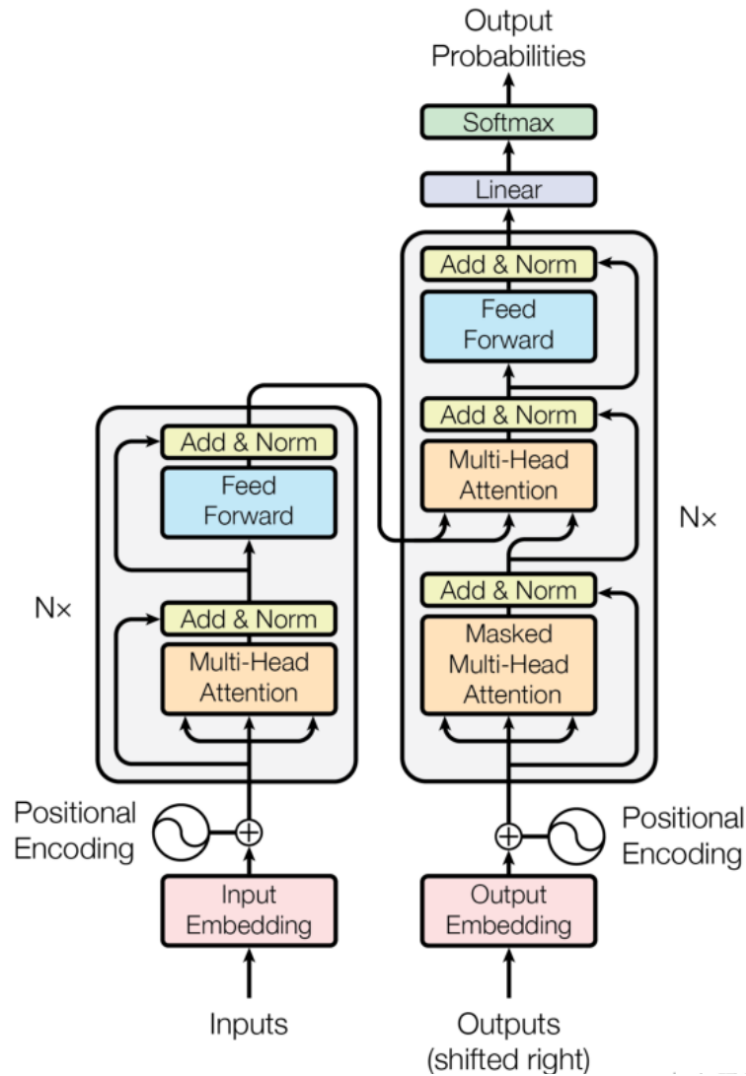 Output
Probabilities
Softmax
Linear
Add & Norm
Feed
Forward
Add & Norm
Multi-Head
Attention
Add & Norm
Masked
Multi-Head
Attention
Nx
Add & Norm
Feed
Forward
Add & Norm
Multi-Head
Attention
Nx
Positional
Encoding
Positional
Encoding
Input
Embedding
Output
Embedding
Inputs
Outputs
(shifted right)